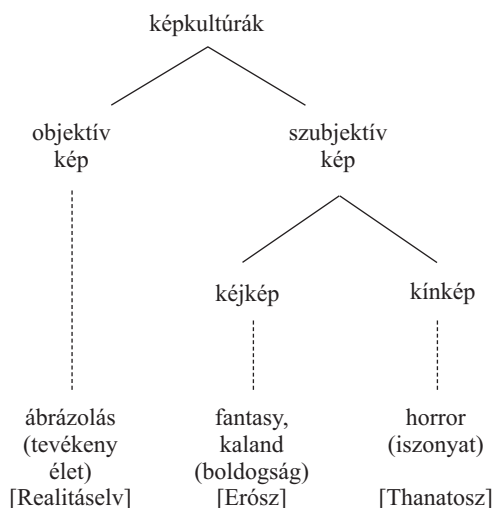 képkultúrák
objektív
kép
szubjektív
kép
kéjkép
kínkép
ábrázolás
(tevékeny
élet)
[Realitáselv]
fantasy,
kaland
(boldogság)
[Erósz]
horror
(iszonyat)
[Thanatosz]